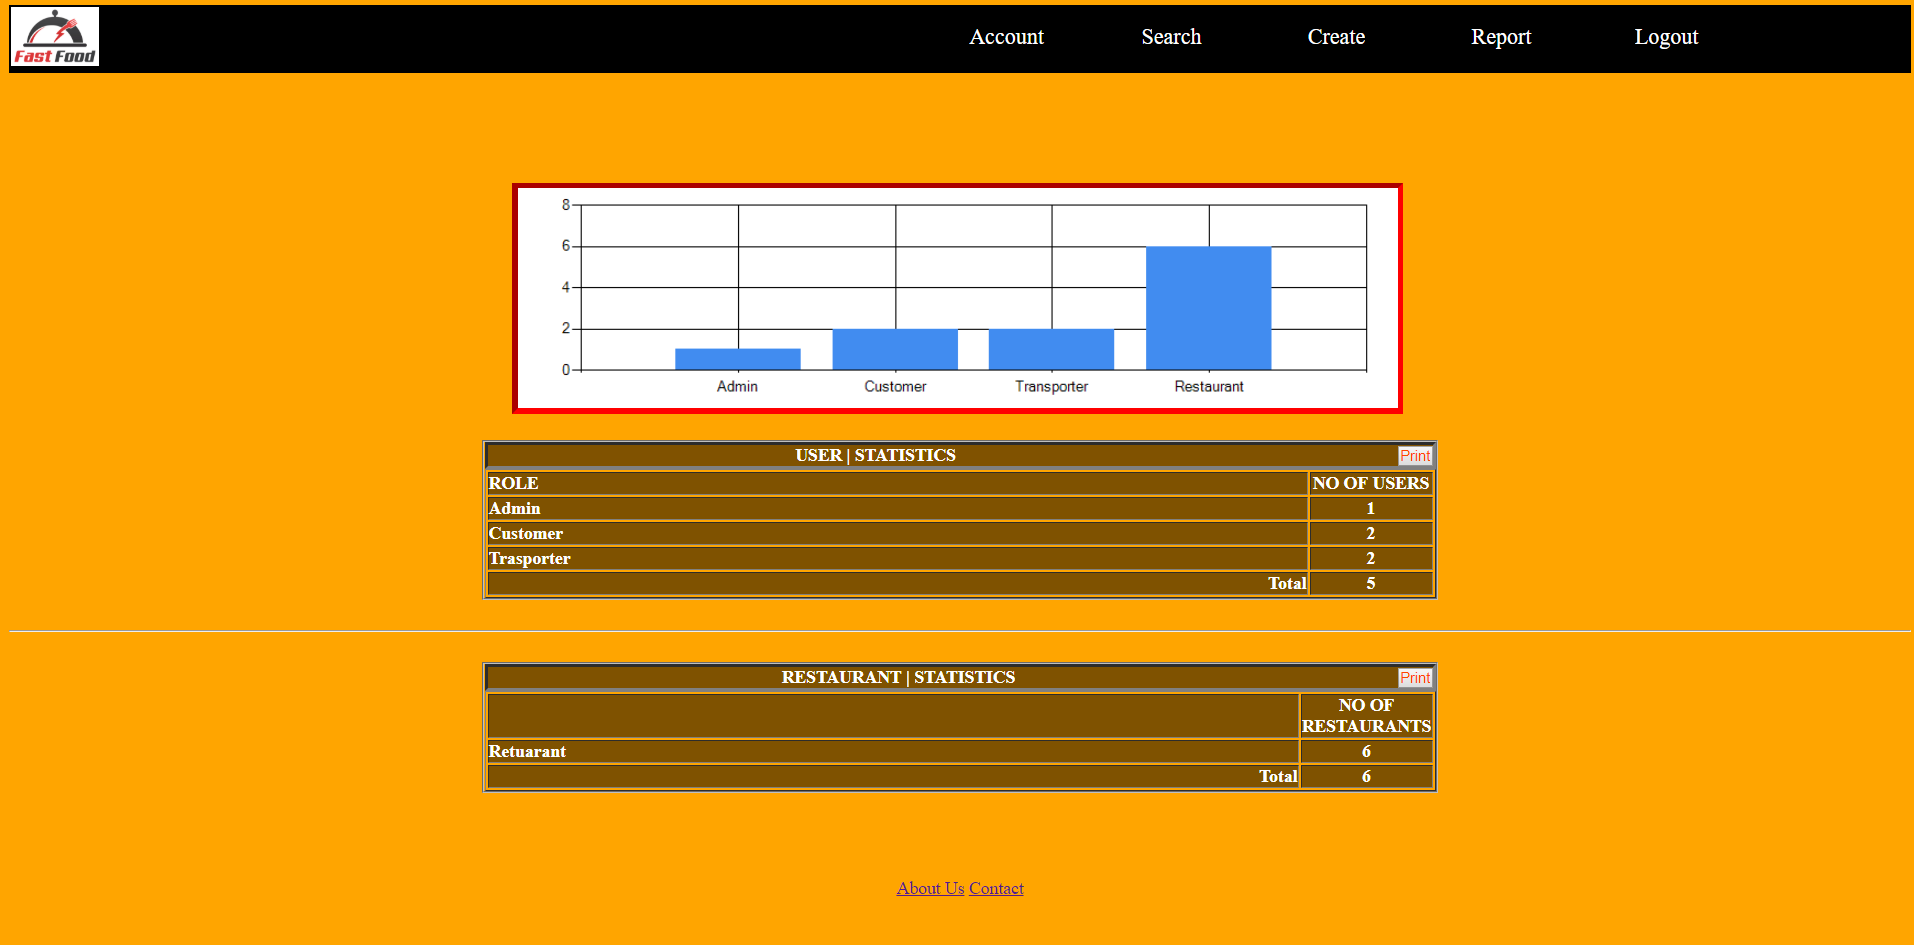 Fast Food
Account Search Create Report Logout
8
6
4
2
0
Admin Customer Transporter Restaurant
USER | STATISTICS Print
ROLE NO OF USERS
Admin 1
Customer 2
Trasporter 2
Total 5
RESTAURANT | STATISTICS Print
NO OF
RESTAURANTS
Retuarant 6
Total 6
About Us Contact